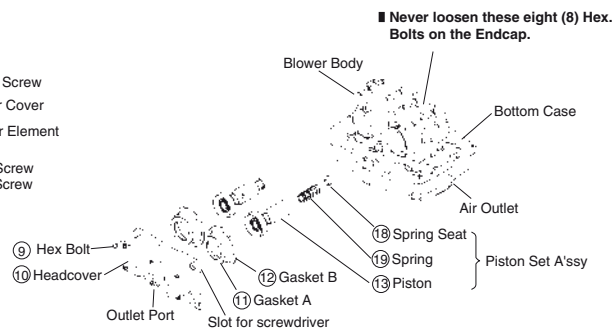 ■ Never loosen these eight (8) Hex.
Bolts on the Endcap.
Blower Body
Screw
Cover
Bottom Case
Element
Screw
Screw
Air Outlet
⑱ Spring Seat
⑨ Hex Bolt
⑲ Spring
Piston Set A'ssy
⑩ Headcover
⑫ Gasket B
⑬ Piston
⑪ Gasket A
Outlet Port
Slot for screwdriver